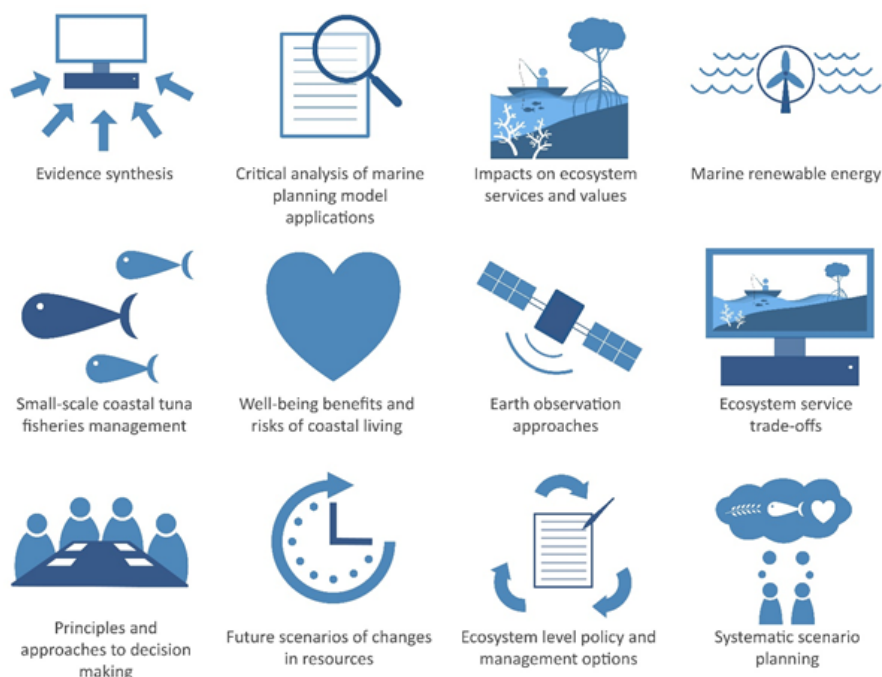 Evidence synthesis
Critical analysis of marine
planning model
applications
Impacts on ecosystem
services and values
Marine renewable energy
Small-scale coastal tuna
fisheries management
Well-being benefits and
risks of coastal living
Earth observation
approaches
Ecosystem service
trade-offs
Principles and
approaches to decision
making
Future scenarios of changes
in resources
Ecosystem level policy and
management options
Systematic scenario
planning